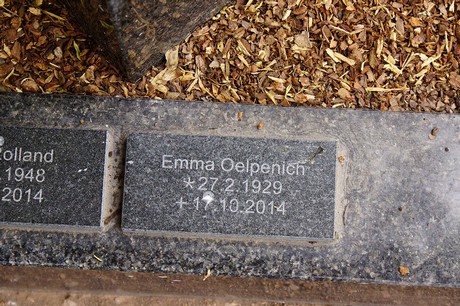 olland
.1948
2014
Emma Oelpenich
*27.2.1929
+17.10.2014